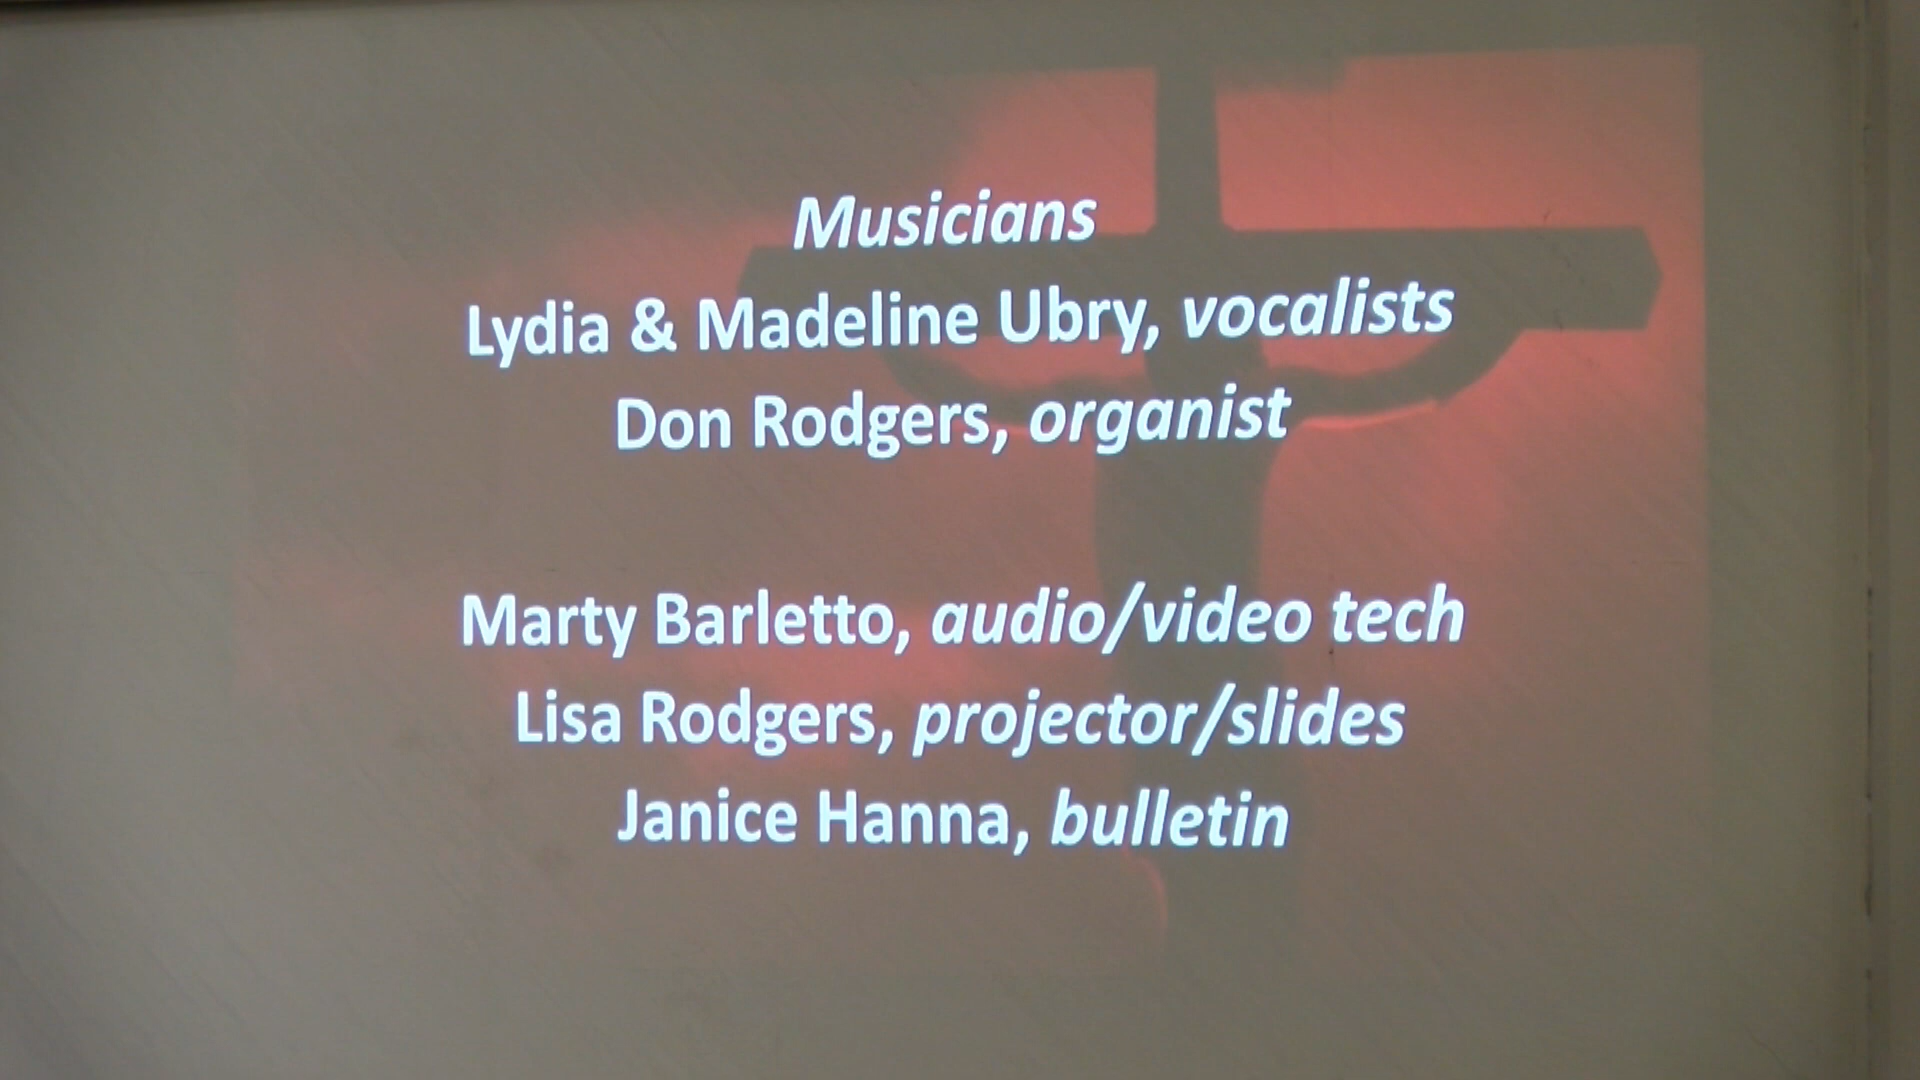 Musicians
Lydia & Madeline Ubry, vocalists
Don Rodgers, organist
Marty Barletto, audio/video tech
Lisa Rodgers, projector/slides
Janice Hanna, bulletin